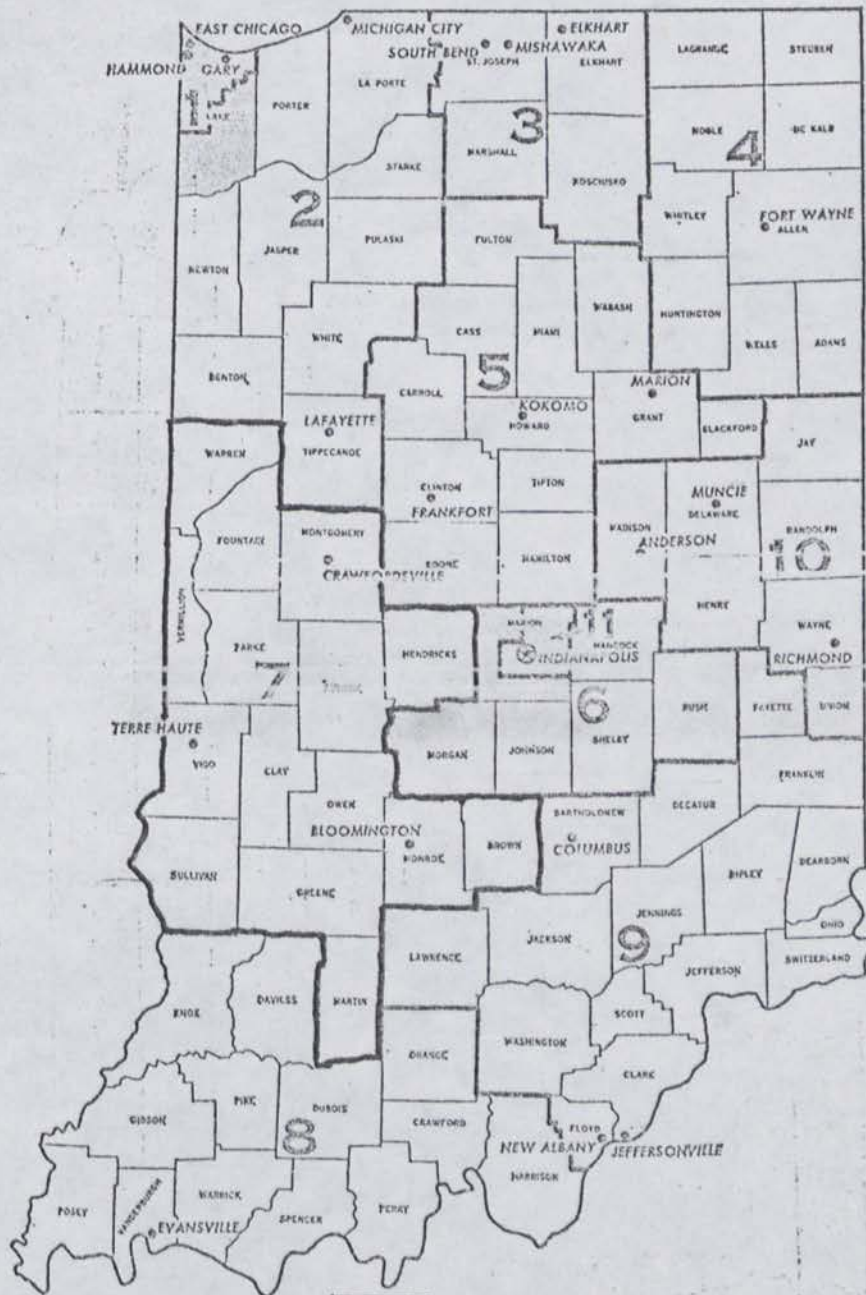 EAST CHICAGO
MICHIGAN CITY
ELKHART
SOUTH BEND
MISHAWAKA
HAMMOND
GARY
ST. JOSEPH
ELKHART
LAGRANGE
STEUBEN
LA PORTE
PORTER
LAKE
3
NOBLE
4
DE KALB
MARSHALL
STARKE
KOSCIUSKO
WHITLEY
FORT WAYNE
ALLEN
2
JASPER
PULASKI
FULTON
NEWTON
WABASH
HUNTINGTON
WHITE
CASS
MIAMI
WELLS
ADAMS
BENTON
5
CARROLL
MARION
KOKOMO
GRANT
HOWARD
LAFAYETTE
BLACKFORD
JAY
WARREN
TIPPECANOE
CLINTON
TIPTON
MUNCIE
FRANKFORT
MADISON
DELAWARE
RANDOLPH
FOUNTAIN
MONTGOMERY
ANDERSON
10
BOONE
HAMILTON
CRAWFORDSVILLE
VERMILLION
HENRY
MARION
11
HANCOCK
WAYNE
PARKE
HENDRICKS
INDIANAPOLIS
RICHMOND
7
6
RUSH
FAYETTE
UNION
TERRE HAUTE
SHELBY
VIGO
MORGAN
JOHNSON
CLAY
FRANKLIN
OWEN
BARTHOLOMEW
DECATUR
BLOOMINGTON
COLUMBUS
MONROE
BROWN
DEARBORN
SULLIVAN
RIPLEY
GREENE
JENNINGS
OHIO
JACKSON
9
LAWRENCE
JEFFERSON
SWITZERLAND
KNOX
DAVIESS
MARTIN
SCOTT
WASHINGTON
ORANGE
CLARK
PIKE
DUBOIS
GIBSON
8
CRAWFORD
FLOYD
NEW ALBANY
JEFFERSONVILLE
HARRISON
WARRICK
POSEY
VANDERBURGH
PERRY
SPENCER
EVANSVILLE